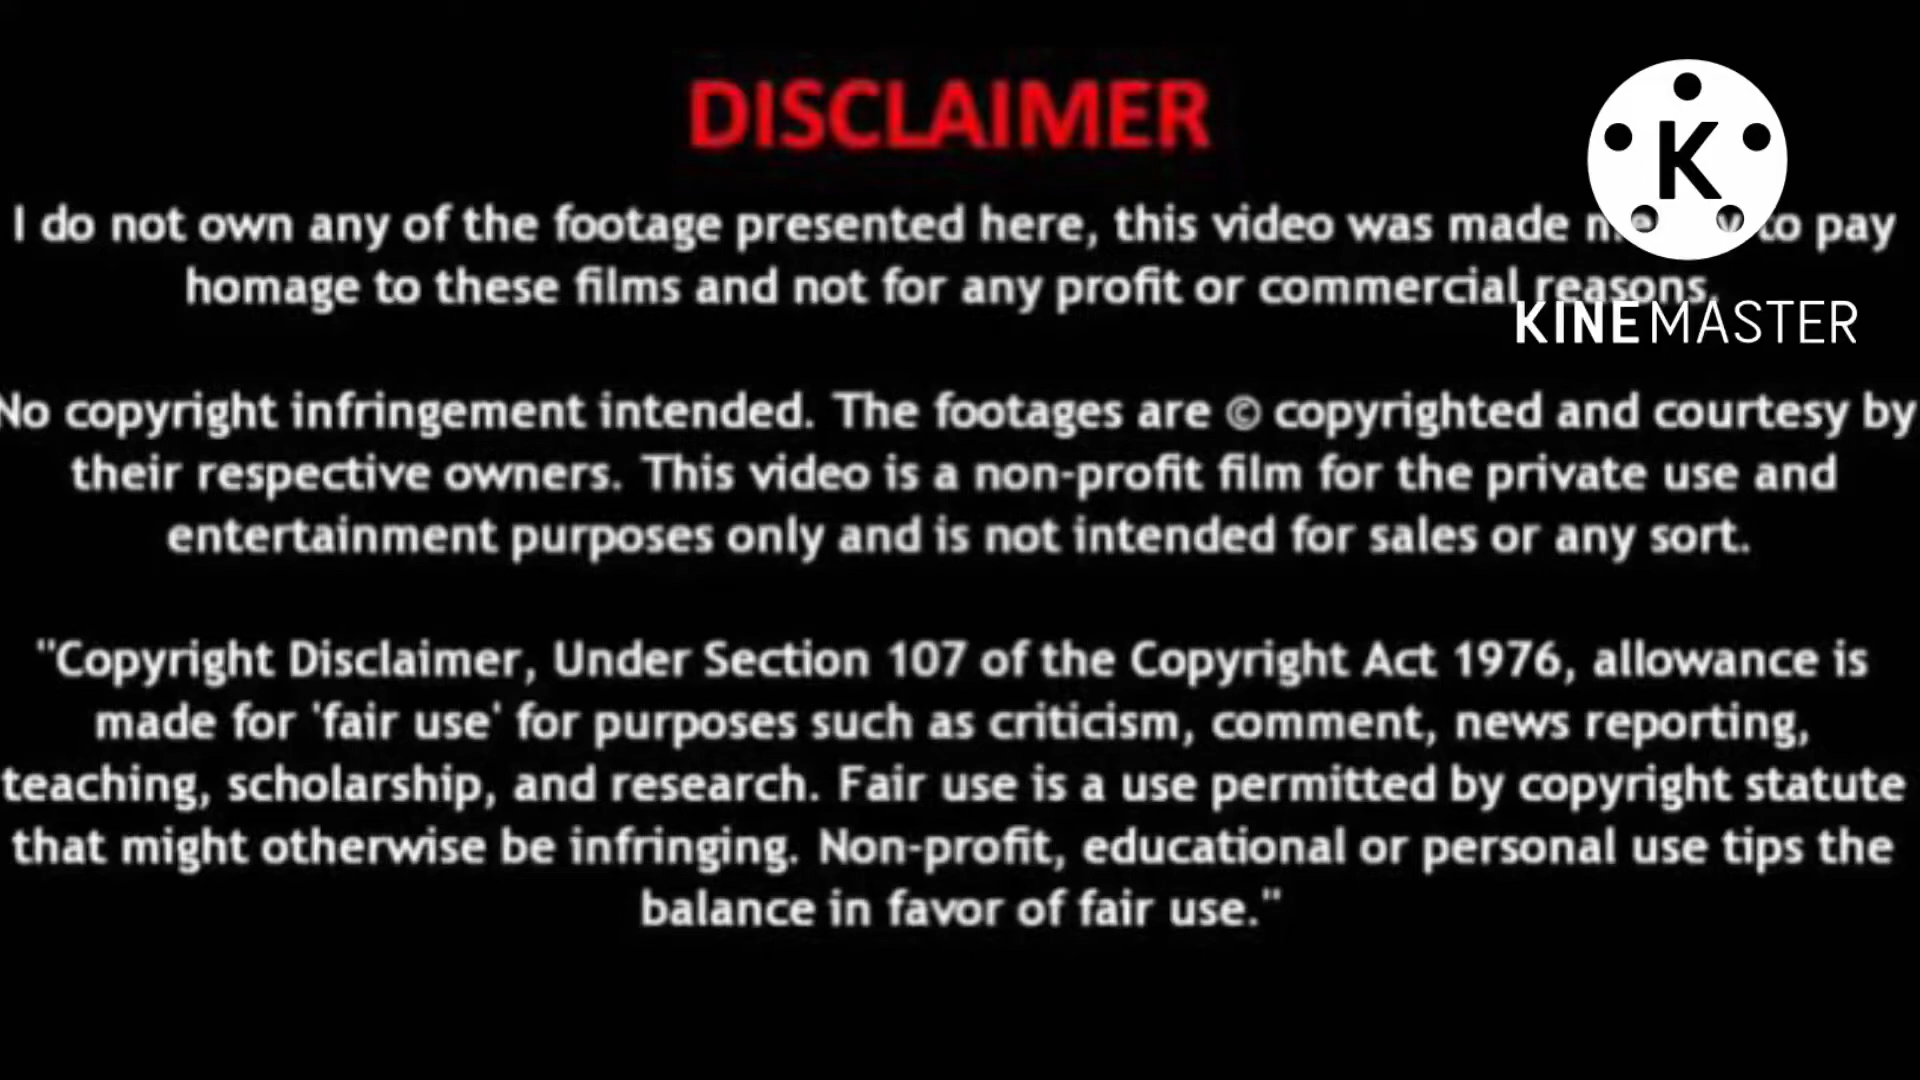 DISCLAIMER
I do not own any of the footage presented here, this video was made to pay
homage to these films and not for any profit or commercial reasons.
K
KINEMASTER
No copyright infringement intended. The footages are © copyrighted and courtesy by
their respective owners. This video is a non-profit film for the private use and
entertainment purposes only and is not intended for sales or any sort.
"Copyright Disclaimer, Under Section 107 of the Copyright Act 1976, allowance is
made for 'fair use' for purposes such as criticism, comment, news reporting,
teaching, scholarship, and research. Fair use is a use permitted by copyright statute
that might otherwise be infringing. Non-profit, educational or personal use tips the
balance in favor of fair use."